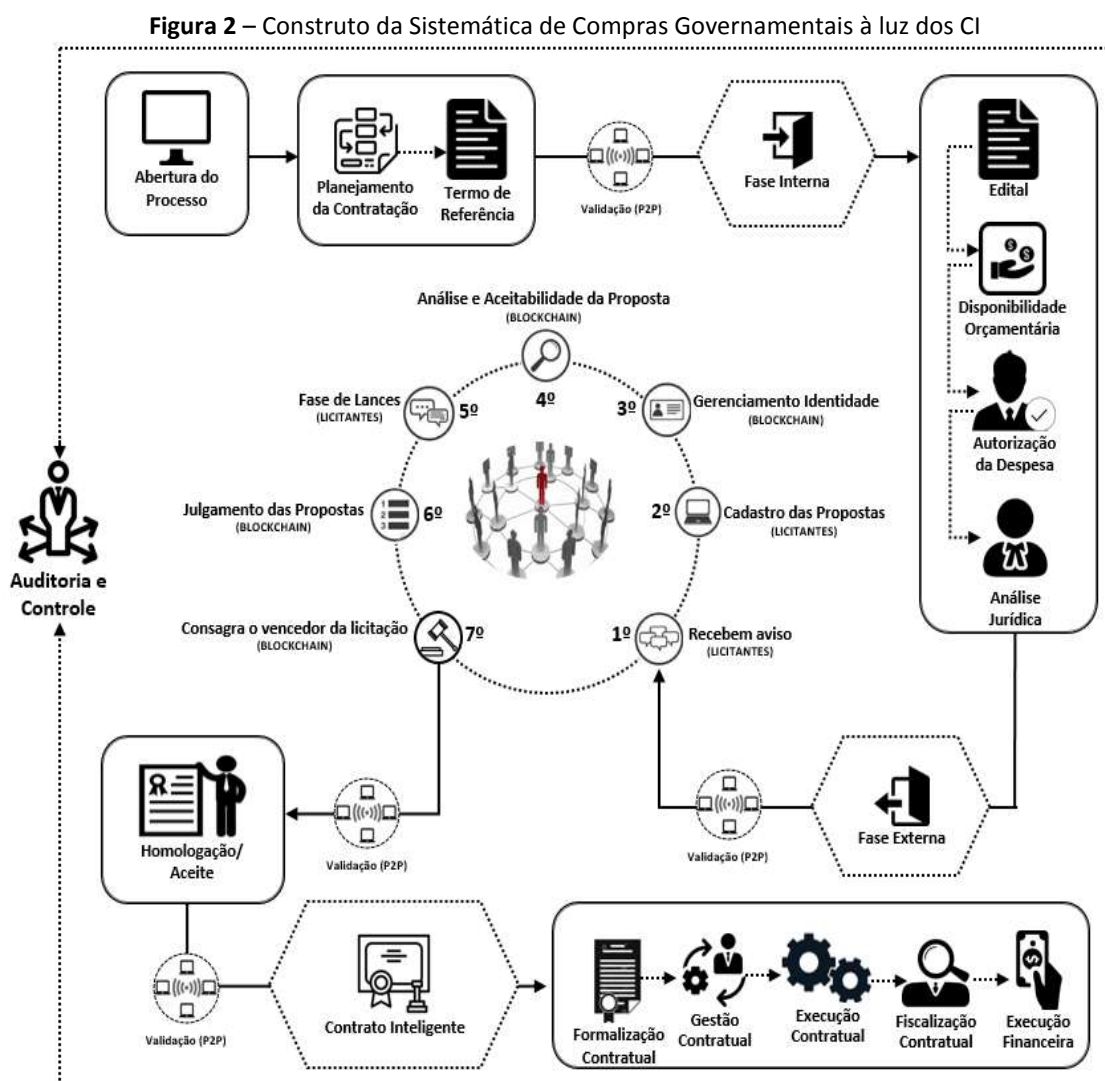 Figura 2 – Construto da Sistemática de Compras Governamentais à luz dos CI
Abertura do
Processo
Planejamento
da Contratação
Termo de
Referência
Validação (P2P)
Fase Interna
Edital
Disponibilidade
Orçamentária
Autorização
da Despesa
Análise
Jurídica
Análise e Aceitabilidade da Proposta
(BLOCKCHAIN)
4º
Fase de Lances
(LICITANTES)
5º
3º
Gerenciamento Identidade
(BLOCKCHAIN)
Julgamento das Propostas
(BLOCKCHAIN)
1
2
3
6º
2º
Cadastro das Propostas
(LICITANTES)
Consagra o vencedor da licitação
(BLOCKCHAIN)
7º
1º
Recebem aviso
(LICITANTES)
Auditoria e
Controle
Fase Externa
Validação (P2P)
Validação (P2P)
Homologação/
Aceite
Validação (P2P)
Contrato Inteligente
Formalização
Contratual
Gestão
Contratual
Execução
Contratual
Fiscalização
Contratual
Execução
Financeira